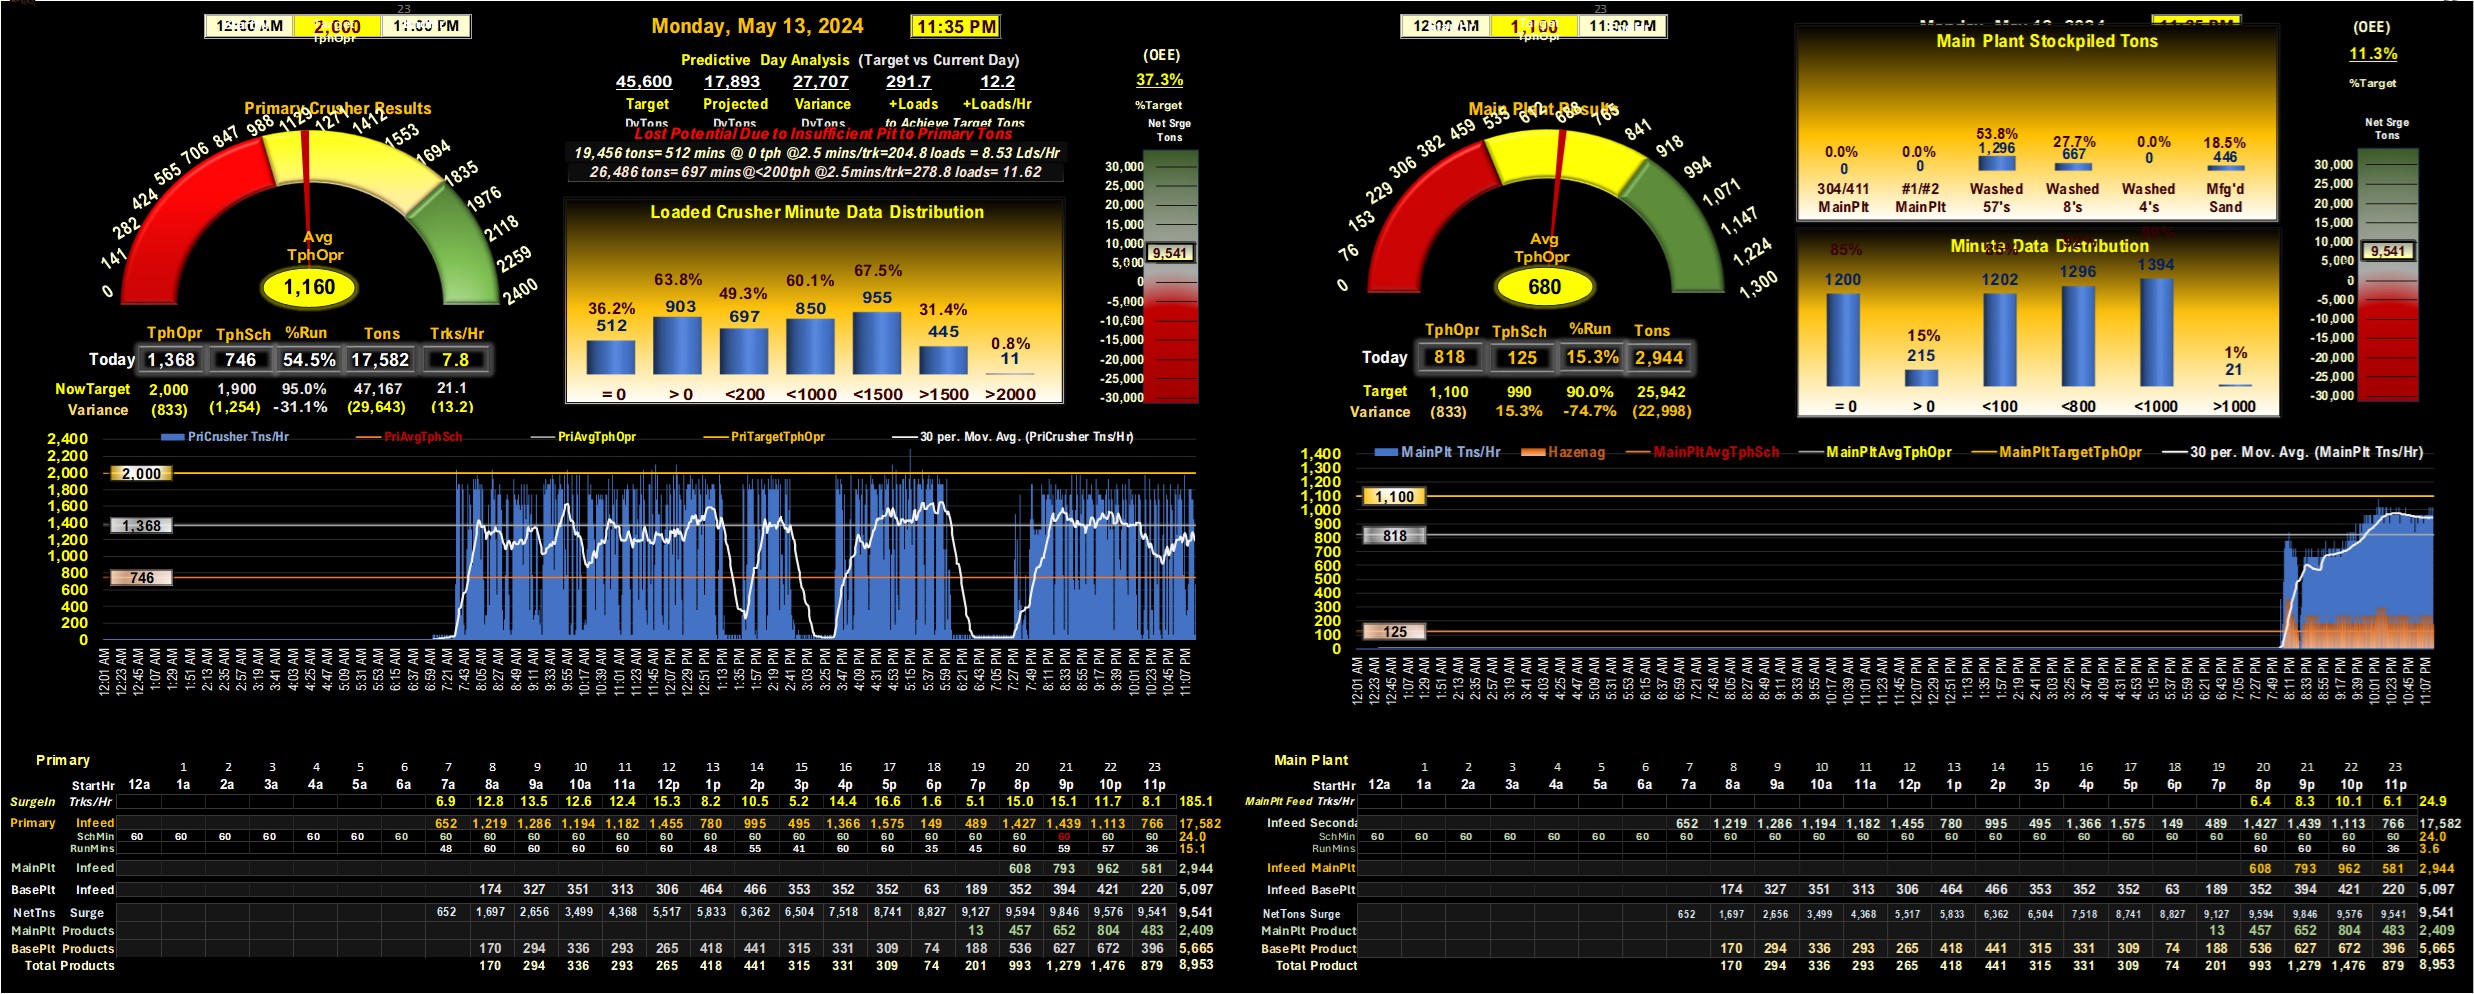 23
12:00 AM 2,000 11:00 PM
TphOpr
Monday, May 13, 2024 11:35 PM
Predictive Day Analysis (Target vs Current Day)
45,600 17,893 27,707 291.7 12.2
Target Projected Variance +Loads +Loads/Hr
DyTons DyTons DyTons to Achieve Target Tons
Lost Potential Due to Insufficient Pit to Primary Tons
19,456 tons= 512 mins @ 0 tph @2.5 mins/trk=204.8 loads = 8.53 Lds/Hr
26,486 tons= 697 mins@<200tph @2.5mins/trk=278.8 loads= 11.62
(OEE)
37.3%
%Target
Net Srge
Tons
30,000
25,000
20,000
15,000
10,000
9,541
5,000
0
-5,000
-10,000
-15,000
-20,000
-25,000
-30,000
Primary Crusher Results
0 141 282 424 565 706 847 988 1129 1271 1412 1553 1694 1835 1976 2118 2259 2400
Avg
TphOpr
1,160
TphOpr TphSch %Run Tons Trks/Hr
Today 1,368 746 54.5% 17,582 7.8
NowTarget 2,000 1,900 95.0% 47,167 21.1
Variance (833) (1,254) -31.1% (29,643) (13.2)
Loaded Crusher Minute Data Distribution
36.2% 63.8% 49.3% 60.1% 67.5% 31.4% 0.8%
512 903 697 850 955 445 11
= 0 > 0 <200 <1000 <1500 >1500 >2000
PriCrusher Tns/Hr PriAvgTphSch PriAvgTphOpr PriTargetTphOpr 30 per. Mov. Avg. (PriCrusher Tns/Hr)
2,400
2,200
2,000 2,000
1,800
1,600
1,400 1,368
1,200
1,000
800 746
600
400
200
0
12:01 AM 12:23 AM 12:45 AM 1:07 AM 1:29 AM 1:51 AM 2:13 AM 2:35 AM 2:57 AM 3:19 AM 3:41 AM 4:03 AM 4:25 AM 4:47 AM 5:09 AM 5:31 AM 5:53 AM 6:15 AM 6:37 AM 6:59 AM 7:21 AM 7:43 AM 8:05 AM 8:27 AM 8:49 AM 9:11 AM 9:33 AM 9:55 AM 10:17 AM 10:39 AM 11:01 AM 11:23 AM 11:45 AM 12:07 PM 12:29 PM 12:51 PM 1:13 PM 1:35 PM 1:57 PM 2:19 PM 2:41 PM 3:03 PM 3:25 PM 3:47 PM 4:09 PM 4:31 PM 4:53 PM 5:15 PM 5:37 PM 5:59 PM 6:21 PM 6:43 PM 7:05 PM 7:27 PM 7:49 PM 8:11 PM 8:33 PM 8:55 PM 9:17 PM 9:39 PM 10:01 PM 10:23 PM 10:45 PM 11:07 PM
Primary
1 2 3 4 5 6 7 8 9 10 11 12 13 14 15 16 17 18 19 20 21 22 23
StartHr 12a 1a 2a 3a 4a 5a 6a 7a 8a 9a 10a 11a 12p 1p 2p 3p 4p 5p 6p 7p 8p 9p 10p 11p
SurgeIn Trks/Hr 6.9 12.8 13.5 12.6 12.4 15.3 8.2 10.5 5.2 14.4 16.6 1.6 5.1 15.0 15.1 11.7 8.1 185.1
Primary Infeed 652 1,219 1,286 1,194 1,182 1,455 780 995 495 1,366 1,575 149 489 1,427 1,439 1,113 766 17,582
SchMin 60 60 60 60 60 60 60 60 60 60 60 60 60 60 60 60 60 60 60 60 60 60 60 60 24.0
RunMins 48 60 60 60 60 60 48 55 41 60 60 35 45 60 59 57 36 15.1
MainPlt Infeed 608 793 962 581 2,944
BasePlt Infeed 174 327 351 313 306 464 466 353 352 352 63 189 352 394 421 220 5,097
NetTns Surge 652 1,697 2,656 3,499 4,368 5,517 5,833 6,362 6,504 7,518 8,741 8,827 9,127 9,594 9,846 9,576 9,541 9,541
MainPlt Products 13 457 652 804 483 2,409
BasePlt Products 170 294 336 293 265 418 441 315 331 309 74 188 536 627 672 396 5,665
Total Products 170 294 336 293 265 418 441 315 331 309 74 201 993 1,279 1,476 879 8,953
23
12:00 AM 1,100 11:00 PM
TphOpr
Monday, May 13, 2024 11:35 PM
Main Plant Stockpiled Tons
0.0% 0.0% 53.8% 27.7% 0.0% 18.5%
0 0 1,296 667 0 446
304/411 #1/#2 Washed Washed Washed Mfg'd
MainPlt MainPlt 57's 8's 4's Sand
(OEE)
11.3%
%Target
Net Srge
Tons
30,000
25,000
20,000
15,000
10,000
9,541
5,000
0
-5,000
-10,000
-15,000
-20,000
-25,000
-30,000
Main Plant Results
0 76 153 229 306 382 459 535 612 688 765 841 918 994 1,071 1,147 1,224 1,300
Avg
TphOpr
680
TphOpr TphSch %Run Tons
Today 818 125 15.3% 2,944
Target 1,100 990 90.0% 25,942
Variance (833) 15.3% -74.7% (22,998)
Minute Data Distribution
85% 15% 85% 1%
1200 215 1202 1296 1394 21
= 0 > 0 <100 <800 <1000 >1000
MainPlt Tns/Hr Hazenag MainPltAvgTphSch MainPltAvgTphOpr MainPltTargetTphOpr 30 per. Mov. Avg. (MainPlt Tns/Hr)
1,400
1,300
1,200
1,100 1,100
1,000
900
800 818
700
600
500
400
300
200
100 125
0
12:01 AM 12:23 AM 12:45 AM 1:07 AM 1:29 AM 1:51 AM 2:13 AM 2:35 AM 2:57 AM 3:19 AM 3:41 AM 4:03 AM 4:25 AM 4:47 AM 5:09 AM 5:31 AM 5:53 AM 6:15 AM 6:37 AM 6:59 AM 7:21 AM 7:43 AM 8:05 AM 8:27 AM 8:49 AM 9:11 AM 9:33 AM 9:55 AM 10:17 AM 10:39 AM 11:01 AM 11:23 AM 11:45 AM 12:07 PM 12:29 PM 12:51 PM 1:13 PM 1:35 PM 1:57 PM 2:19 PM 2:41 PM 3:03 PM 3:25 PM 3:47 PM 4:09 PM 4:31 PM 4:53 PM 5:15 PM 5:37 PM 5:59 PM 6:21 PM 6:43 PM 7:05 PM 7:27 PM 7:49 PM 8:11 PM 8:33 PM 8:55 PM 9:17 PM 9:39 PM 10:01 PM 10:23 PM 10:45 PM 11:07 PM
Main Plant
1 2 3 4 5 6 7 8 9 10 11 12 13 14 15 16 17 18 19 20 21 22 23
StartHr 12a 1a 2a 3a 4a 5a 6a 7a 8a 9a 10a 11a 12p 1p 2p 3p 4p 5p 6p 7p 8p 9p 10p 11p
MainPlt Feed Trks/Hr 6.4 8.3 10.1 6.1 24.9
Infeed Seconda 652 1,219 1,286 1,194 1,182 1,455 780 995 495 1,366 1,575 149 489 1,427 1,439 1,113 766 17,582
SchMin 60 60 60 60 60 60 60 60 60 60 60 60 60 60 60 60 60 60 60 60 60 60 60 60 24.0
RunMins 60 60 60 36 3.6
Infeed MainPlt 608 793 962 581 2,944
Infeed BasePlt 174 327 351 313 306 464 466 353 352 352 63 189 352 394 421 220 5,097
NetTons Surge 652 1,697 2,656 3,499 4,368 5,517 5,833 6,362 6,504 7,518 8,741 8,827 9,127 9,594 9,846 9,576 9,541 9,541
MainPlt Product 13 457 652 804 483 2,409
BasePlt Product 170 294 336 293 265 418 441 315 331 309 74 188 536 627 672 396 5,665
Total Product 170 294 336 293 265 418 441 315 331 309 74 201 993 1,279 1,476 879 8,953